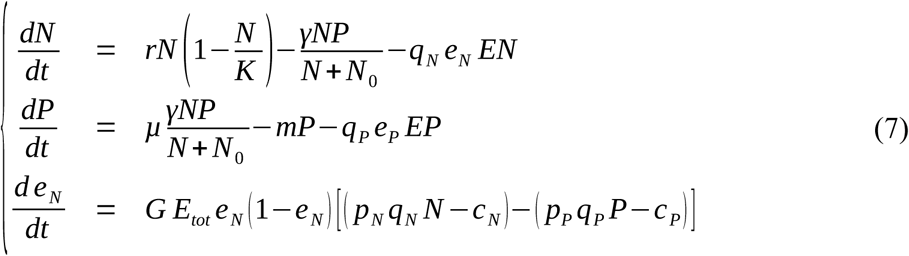 dN/dt = rN(1−N/K)−γNP/(N+N₀)−q_N e_N EN
dP/dt = μ γNP/(N+N₀)−mP−q_P e_P EP (7)
d e_N/dt = G E_tot e_N(1−e_N)[(p_N q_N N−c_N)−(p_P q_P P−c_P)]